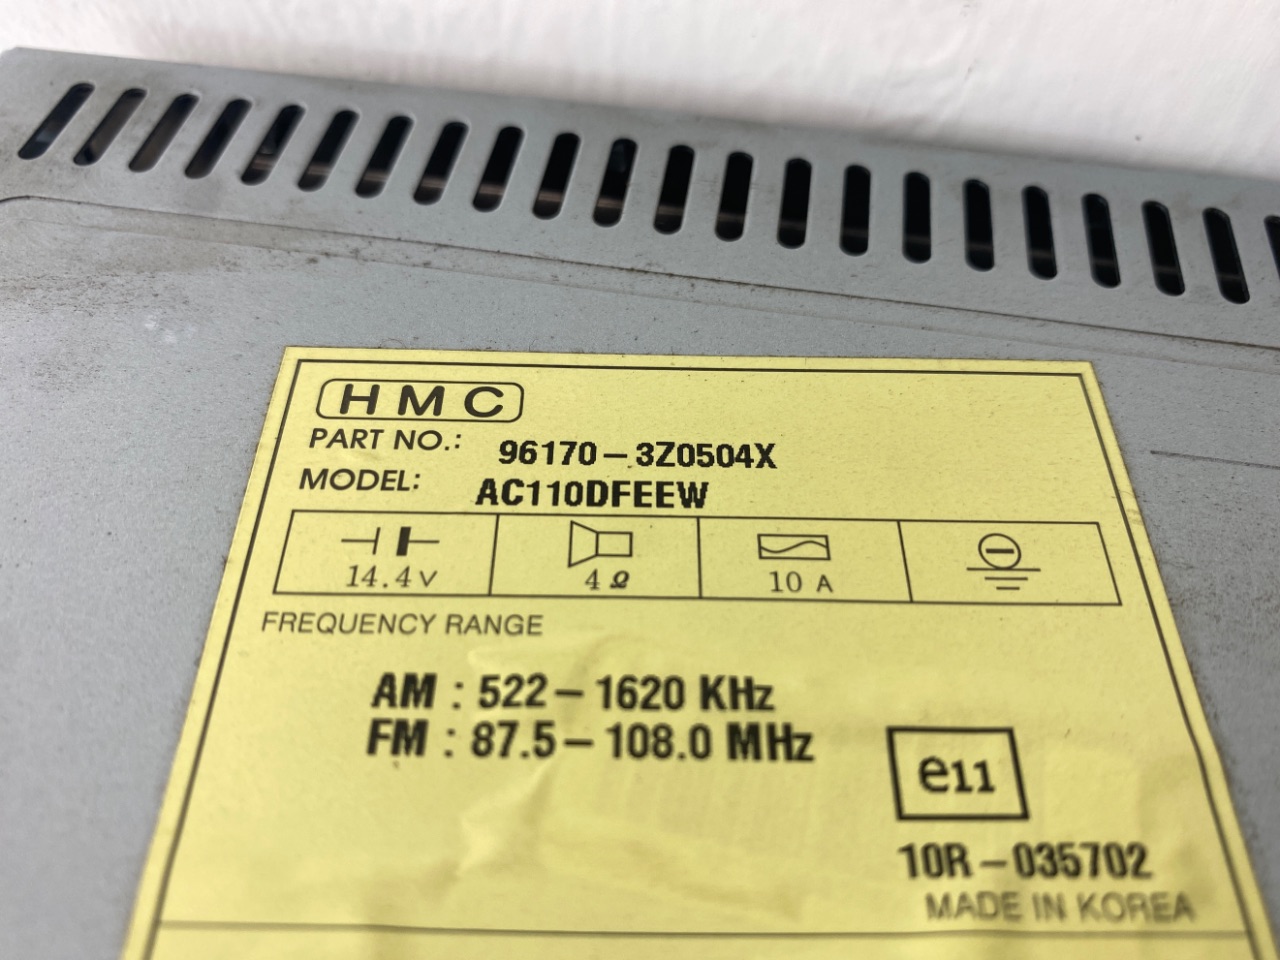 HMC
PART NO.: 96170-3Z0504X
MODEL: AC110DFEEW
14.4V 4Ω 10 A
FREQUENCY RANGE
AM : 522-1620 KHz
FM : 87.5-108.0 MHz
e11
10R-035702
MADE IN KOREA